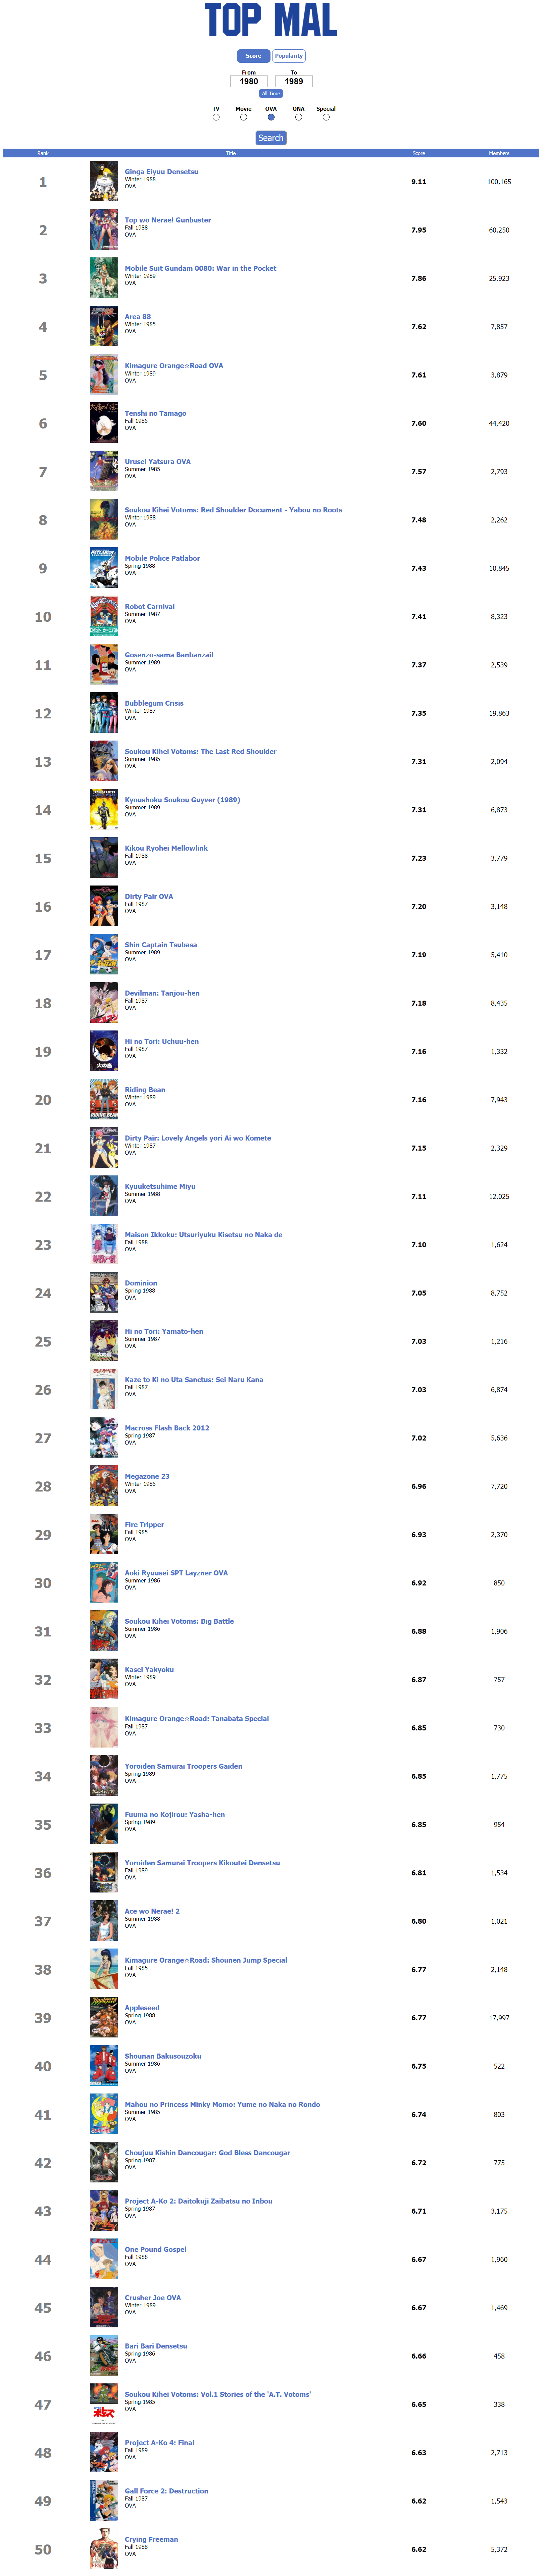 TOP MAL
Score Popularity
From To
1980 1989
All Time
TV Movie OVA ONA Special
Search
Rank Title Score Members
1 Ginga Eiyuu Densetsu 9.11 100,165
Winter 1988
OVA
2 Top wo Nerae! Gunbuster 7.95 60,250
Fall 1988
OVA
3 Mobile Suit Gundam 0080: War in the Pocket 7.86 25,923
Winter 1989
OVA
4 Area 88 7.62 7,857
Winter 1985
OVA
5 Kimagure Orange☆Road OVA 7.61 3,879
Winter 1989
OVA
6 Tenshi no Tamago 7.60 44,420
Fall 1985
OVA
7 Urusei Yatsura OVA 7.57 2,793
Summer 1985
OVA
8 Soukou Kihei Votoms: Red Shoulder Document - Yabou no Roots 7.48 2,262
Winter 1988
OVA
9 Mobile Police Patlabor 7.43 10,845
Spring 1988
OVA
10 Robot Carnival 7.41 8,323
Summer 1987
OVA
11 Gosenzo-sama Banbanzai! 7.37 2,539
Summer 1989
OVA
12 Bubblegum Crisis 7.35 19,863
Winter 1987
OVA
13 Soukou Kihei Votoms: The Last Red Shoulder 7.31 2,094
Summer 1985
OVA
14 Kyoushoku Soukou Guyver (1989) 7.31 6,873
Summer 1989
OVA
15 Kikou Ryohei Mellowlink 7.23 3,779
Fall 1988
OVA
16 Dirty Pair OVA 7.20 3,148
Fall 1987
OVA
17 Shin Captain Tsubasa 7.19 5,410
Summer 1989
OVA
18 Devilman: Tanjou-hen 7.18 8,435
Fall 1987
OVA
19 Hi no Tori: Uchuu-hen 7.16 1,332
Fall 1987
OVA
20 Riding Bean 7.16 7,943
Winter 1989
OVA
21 Dirty Pair: Lovely Angels yori Ai wo Komete 7.15 2,329
Winter 1987
OVA
22 Kyuuketsuhime Miyu 7.11 12,025
Summer 1988
OVA
23 Maison Ikkoku: Utsuriyuku Kisetsu no Naka de 7.10 1,624
Fall 1988
OVA
24 Dominion 7.05 8,752
Spring 1988
OVA
25 Hi no Tori: Yamato-hen 7.03 1,216
Summer 1987
OVA
26 Kaze to Ki no Uta Sanctus: Sei Naru Kana 7.03 6,874
Fall 1987
OVA
27 Macross Flash Back 2012 7.02 5,636
Spring 1987
OVA
28 Megazone 23 6.96 7,720
Winter 1985
OVA
29 Fire Tripper 6.93 2,370
Fall 1985
OVA
30 Aoki Ryuusei SPT Layzner OVA 6.92 850
Summer 1986
OVA
31 Soukou Kihei Votoms: Big Battle 6.88 1,906
Summer 1986
OVA
32 Kasei Yakyoku 6.87 757
Winter 1989
OVA
33 Kimagure Orange☆Road: Tanabata Special 6.85 730
Fall 1987
OVA
34 Yoroiden Samurai Troopers Gaiden 6.85 1,775
Spring 1989
OVA
35 Fuuma no Kojirou: Yasha-hen 6.85 954
Spring 1989
OVA
36 Yoroiden Samurai Troopers Kikoutei Densetsu 6.81 1,534
Fall 1989
OVA
37 Ace wo Nerae! 2 6.80 1,021
Summer 1988
OVA
38 Kimagure Orange☆Road: Shounen Jump Special 6.77 2,148
Fall 1985
OVA
39 Appleseed 6.77 17,997
Spring 1988
OVA
40 Shounan Bakusouzoku 6.75 522
Summer 1986
OVA
41 Mahou no Princess Minky Momo: Yume no Naka no Rondo 6.74 803
Summer 1985
OVA
42 Choujuu Kishin Dancougar: God Bless Dancougar 6.72 775
Spring 1987
OVA
43 Project A-Ko 2: Daitokuji Zaibatsu no Inbou 6.71 3,175
Spring 1987
OVA
44 One Pound Gospel 6.67 1,960
Fall 1988
OVA
45 Crusher Joe OVA 6.67 1,469
Winter 1989
OVA
46 Bari Bari Densetsu 6.66 458
Spring 1986
OVA
47 Soukou Kihei Votoms: Vol.1 Stories of the 'A.T. Votoms' 6.65 338
Spring 1985
OVA
48 Project A-Ko 4: Final 6.63 2,713
Fall 1989
OVA
49 Gall Force 2: Destruction 6.62 1,543
Fall 1987
OVA
50 Crying Freeman 6.62 5,372
Fall 1988
OVA